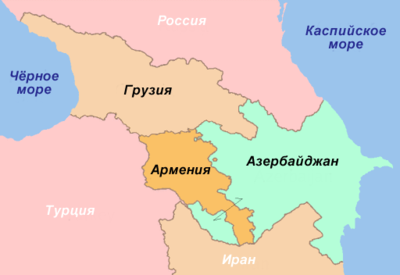 Россия
Каспийское
море
Чёрное
море
Грузия
Армения
Азербайджан
Турция
Иран